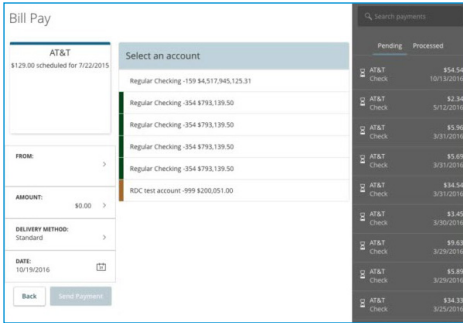 Bill Pay
AT&T
$129.00 scheduled for 7/22/2015
FROM:
AMOUNT:
$0.00
DELIVERY METHOD:
Standard
DATE:
10/19/2016
Back
Send Payment
Select an account
Regular Checking -159 $4,517,945,125.31
Regular Checking -354 $793,139.50
Regular Checking -354 $793,139.50
Regular Checking -354 $793,139.50
Regular Checking -354 $793,139.50
RDC test account -999 $200,051.00
Search payments
Pending Processed
AT&T $54.54
Check 10/13/2016
AT&T $2.34
Check 5/12/2016
AT&T $5.96
Check 3/31/2016
AT&T $5.69
Check 3/31/2016
AT&T $34.54
Check 3/31/2016
AT&T $3.45
Check 3/30/2016
AT&T $9.63
Check 3/29/2016
AT&T $5.89
Check 3/29/2016
AT&T $34.33
Check 3/25/2016